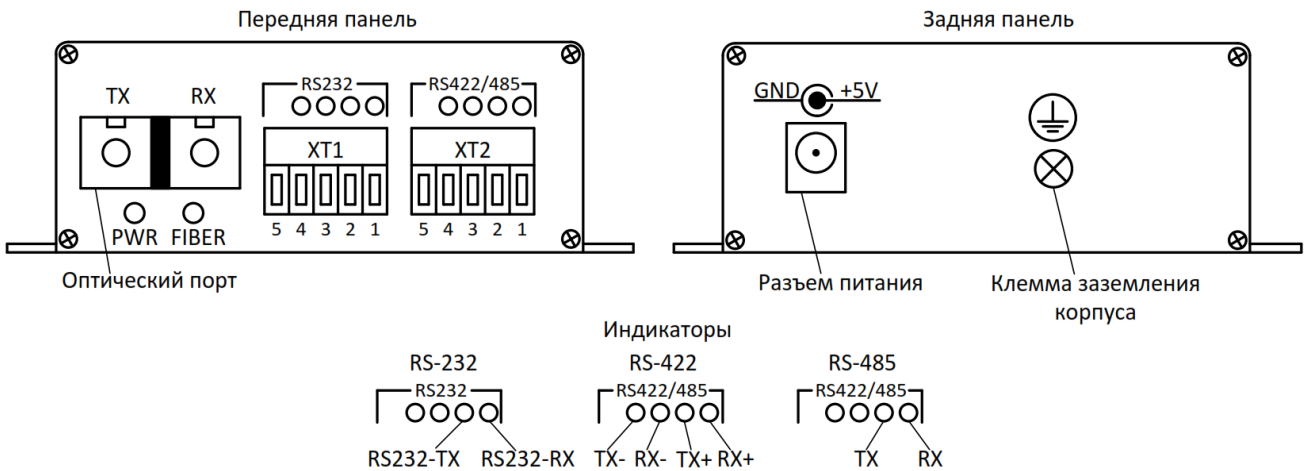 Передняя панель
TX RX
RS232
RS422/485
XT1
XT2
5 4 3 2 1
5 4 3 2 1
PWR FIBER
Оптический порт
Задняя панель
GND +5V
Разъем питания
Клемма заземления
корпуса
Индикаторы
RS-232
RS232
RS232-TX RS232-RX
RS-422
RS422/485
TX- RX- TX+ RX+
RS-485
RS422/485
TX RX